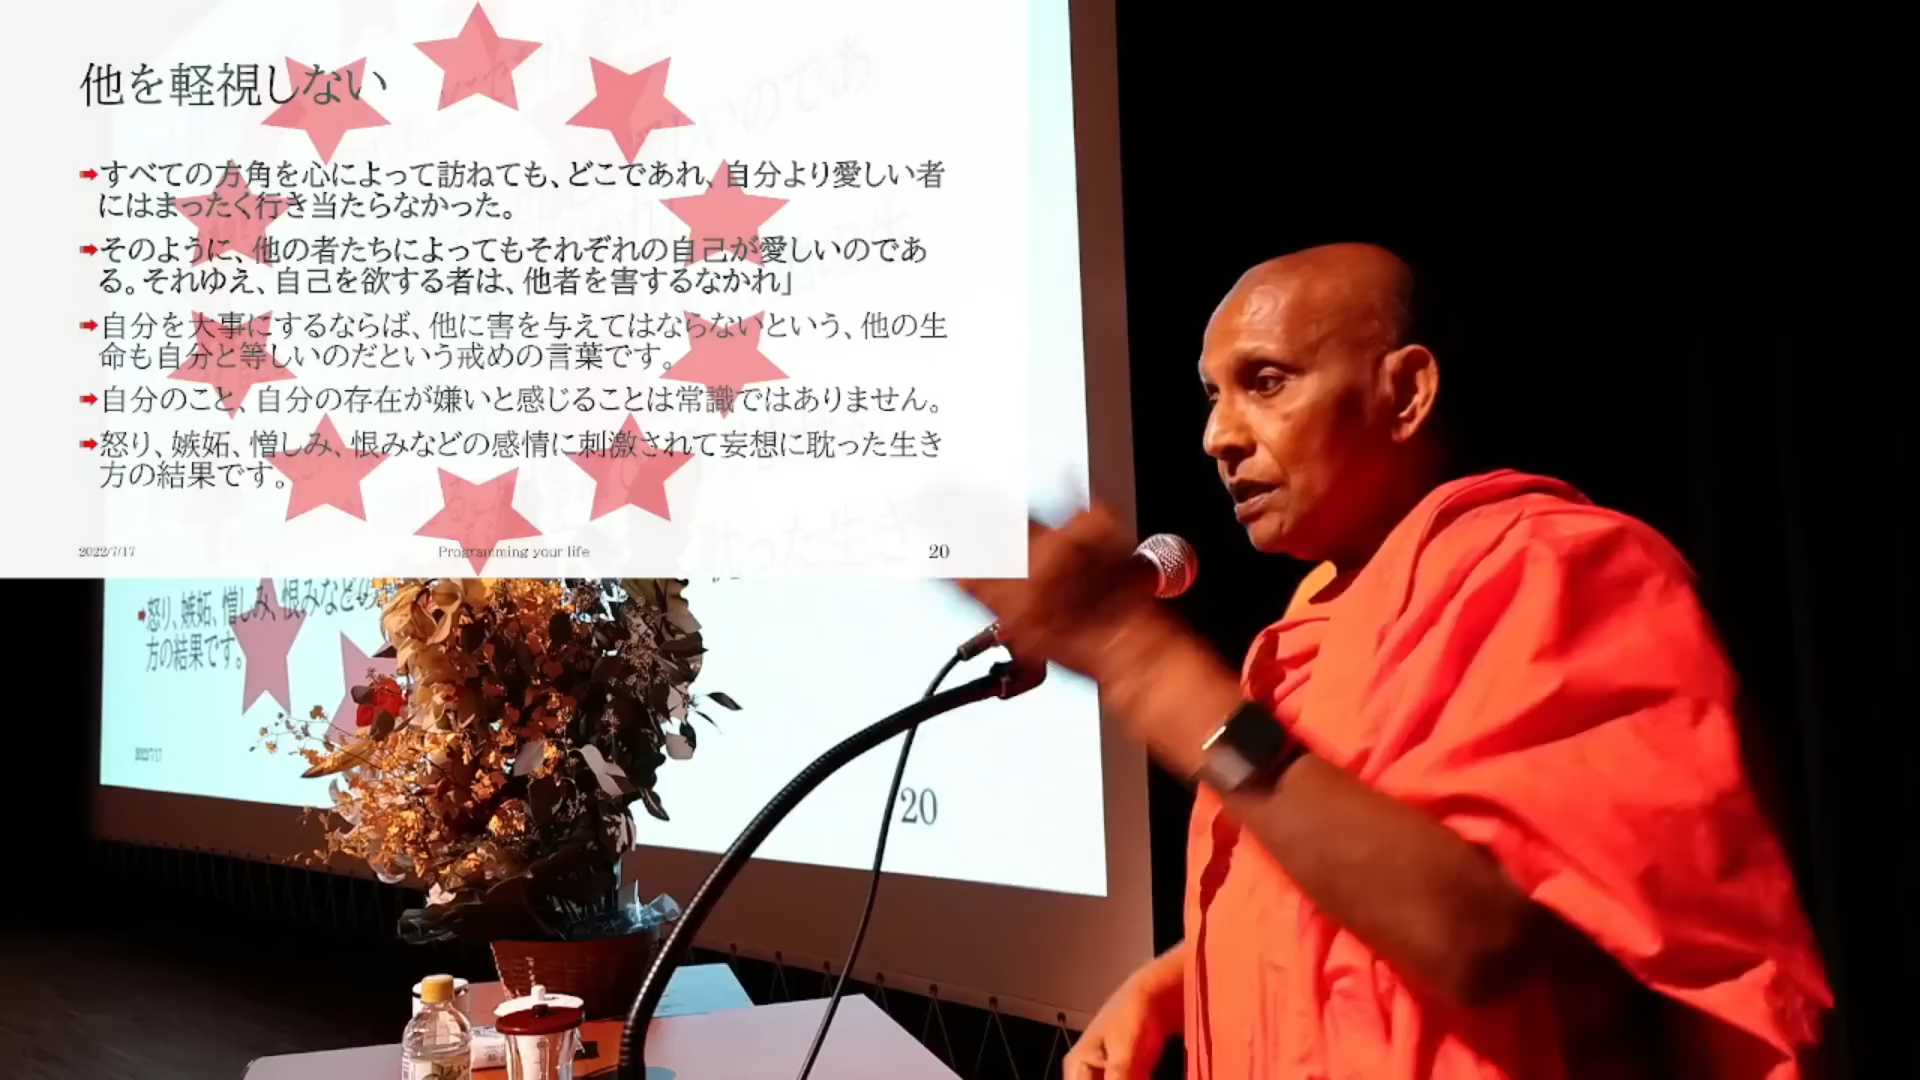 他を軽視しない
➡すべての方角を心によって訪ねても、どこであれ、自分より愛しい者
にはまったく行き当たらなかった。
➡そのように、他の者たちによってもそれぞれの自己が愛しいのであ
る。それゆえ、自己を欲する者は、他者を害するなかれ」
➡自分を大事にするならば、他に害を与えてはならないという、他の生
命も自分と等しいのだという戒めの言葉です。
➡自分のこと、自分の存在が嫌いと感じることは常識ではありません。
➡怒り、嫉妬、憎しみ、恨みなどの感情に刺激されて妄想に耽った生き
方の結果です。
2022/7/17 Programming your life 20
➡怒り、嫉妬、憎しみ、恨みなどの
方の結果です。
2022/7/17
20